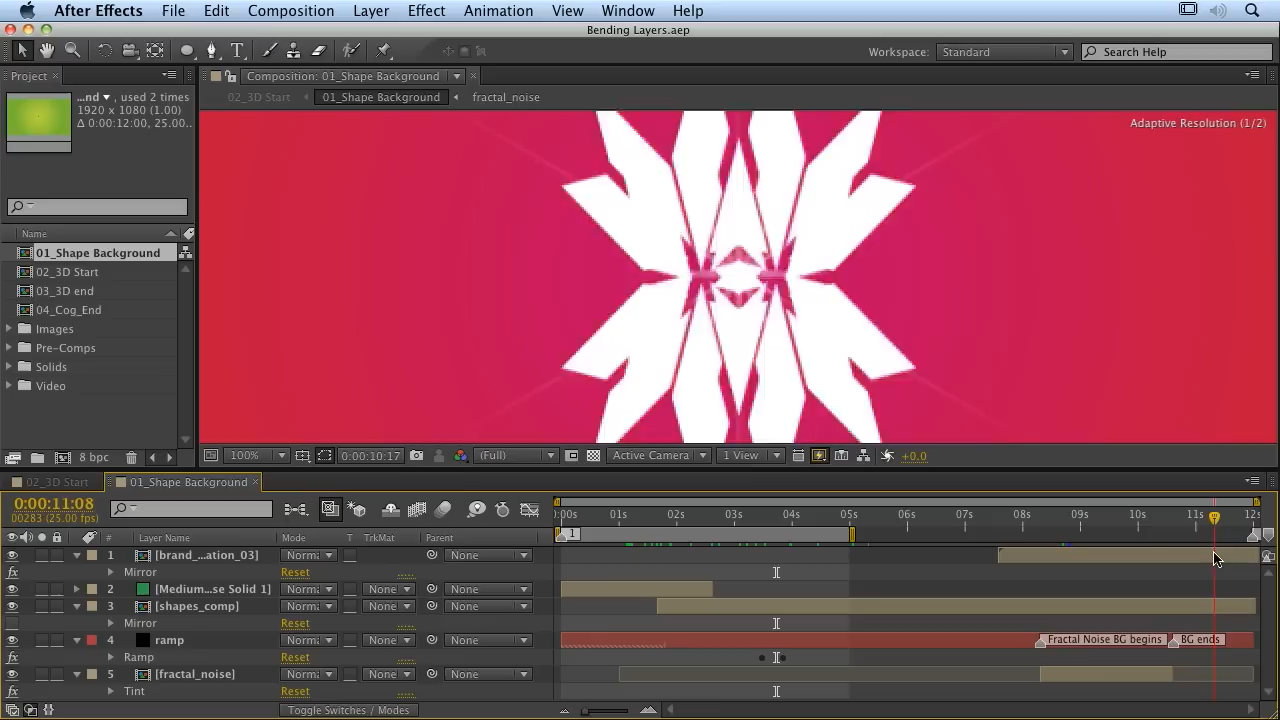 After Effects File Edit Composition Layer Effect Animation View Window Help
Bending Layers.aep
Workspace: Standard Search Help
Project
Composition: 01_Shape Background
...nd , used 2 times
1920 x 1080 (1.00)
Δ 0:00:12:00, 25.00...
02_3D Start 01_Shape Background fractal_noise
Adaptive Resolution (1/2)
Name
01_Shape Background
02_3D Start
03_3D end
04_Cog_End
Images
Pre-Comps
Solids
Video
8 bpc
100% 0:00:10:17 (Full) Active Camera 1 View +0.0
02_3D Start 01_Shape Background
0:00:11:08
00283 (25.00 fps)
:00s 01s 02s 03s 04s 05s 06s 07s 08s 09s 10s 11s 12s
1
Layer Name Mode T TrkMat Parent
1 [brand_...ation_03] Norma None
Mirror Reset
2 [Medium...se Solid 1] Norma None None
3 [shapes_comp] Norma None None
Mirror Reset
4 ramp Norma None None Fractal Noise BG begins BG ends
Ramp Reset
5 [fractal_noise] Norma None None
Tint Reset
Toggle Switches / Modes